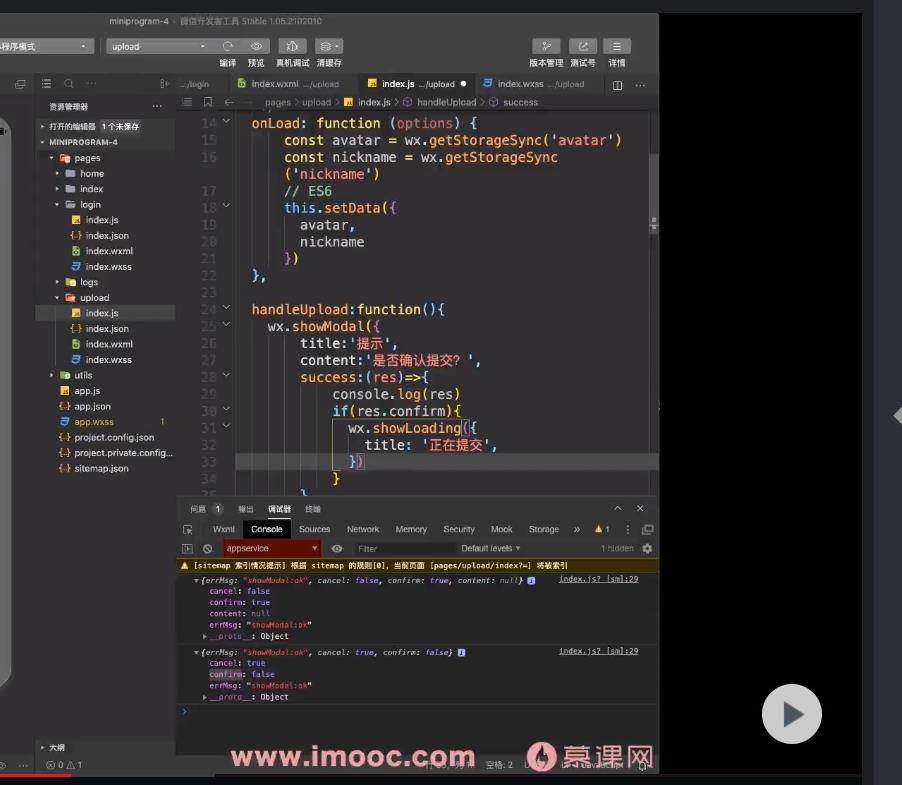 miniprogram-4 - 微信开发者工具 Stable 1.05.2102010
程序模式
upload
编译 预览 真机调试 清缓存
版本管理 测试号 详情
.../login index.wxml .../upload index.js .../upload index.wxss .../upload
pages > upload > index.js > handleUpload > success
资源管理器
打开的编辑器 1个未保存
MINIPROGRAM-4
pages
home
index
login
index.js
index.json
index.wxml
index.wxss
logs
upload
index.js
index.json
index.wxml
index.wxss
utils
app.js
app.json
app.wxss 1
project.config.json
project.private.config...
sitemap.json
大纲
0 1
14 onLoad: function (options) {
15 const avatar = wx.getStorageSync('avatar')
16 const nickname = wx.getStorageSync
('nickname')
17 // ES6
18 this.setData({
19 avatar,
20 nickname
21 })
22 },
23
24 handleUpload:function(){
25 wx.showModal({
26 title:'提示',
27 content:'是否确认提交？',
28 success:(res)=>{
29 console.log(res)
30 if(res.confirm){
31 wx.showLoading({
32 title: '正在提交',
33 })
34 }
35 }
问题 1 输出 调试器 终端
Wxml Console Sources Network Memory Security Mock Storage » 1
appservice Filter Default levels 1 hidden
[sitemap 索引情况提示] 根据 sitemap 的规则[0]，当前页面 [pages/upload/index?=] 将被索引
{errMsg: "showModal:ok", cancel: false, confirm: true, content: null} index.js? [sm]:29
cancel: false
confirm: true
content: null
errMsg: "showModal:ok"
__proto__: Object
{errMsg: "showModal:ok", cancel: true, confirm: false} index.js? [sm]:29
cancel: true
confirm: false
errMsg: "showModal:ok"
__proto__: Object
www.imooc.com 慕课网
空格: 2